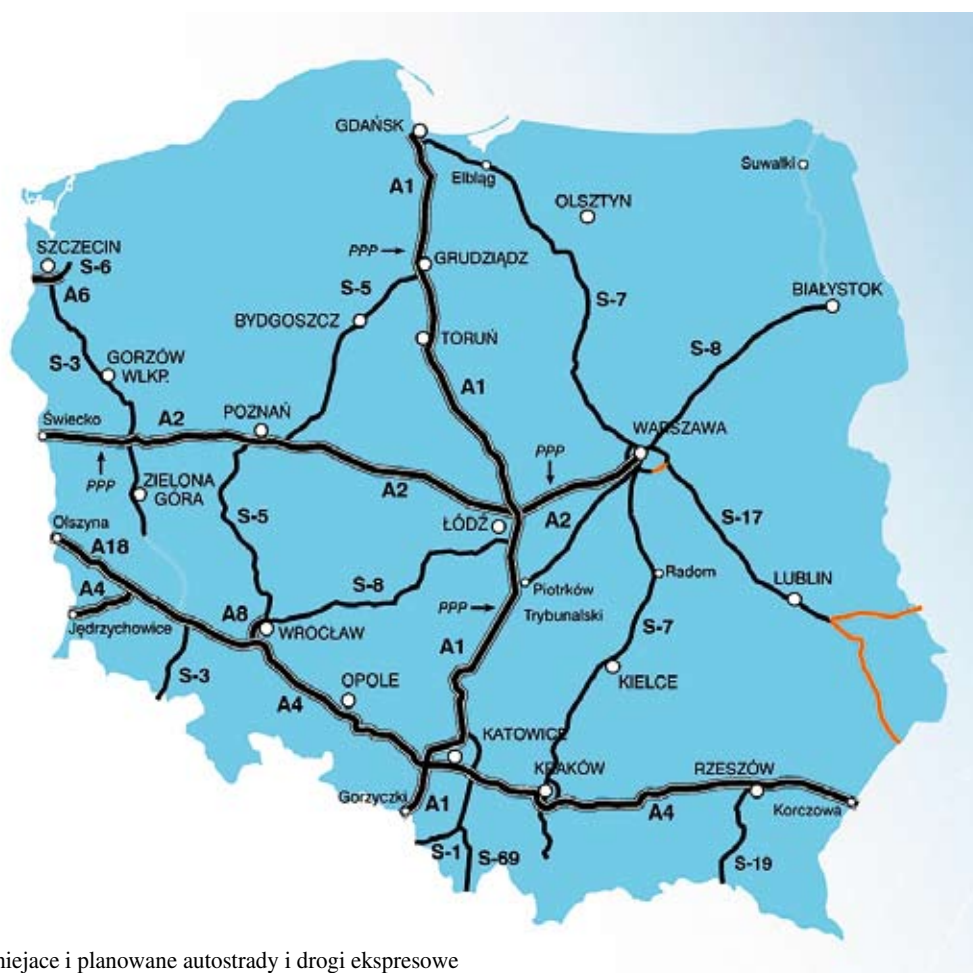 GDAŃSK
Elbląg
Suwałki
A1
OLSZTYN
SZCZECIN
S-6
PPP
GRUDZIĄDZ
A6
S-5
S-7
BIAŁYSTOK
BYDGOSZCZ
TORUŃ
S-8
S-3
GORZÓW
WLKP.
A1
Świecko
A2
POZNAŃ
WARSZAWA
PPP
PPP
ZIELONA
GÓRA
A2
S-5
ŁÓDŹ
A2
S-17
Olszyna
A18
A4
S-8
Piotrków
Trybunalski
Radom
LUBLIN
PPP
Jędrzychowice
A8
WROCŁAW
S-7
A1
S-3
OPOLE
KIELCE
A4
KATOWICE
KRAKÓW
RZESZÓW
Gorzyczki
A1
A4
Korczowa
S-1
S-69
S-19
niejace i planowane autostrady i drogi ekspresowe